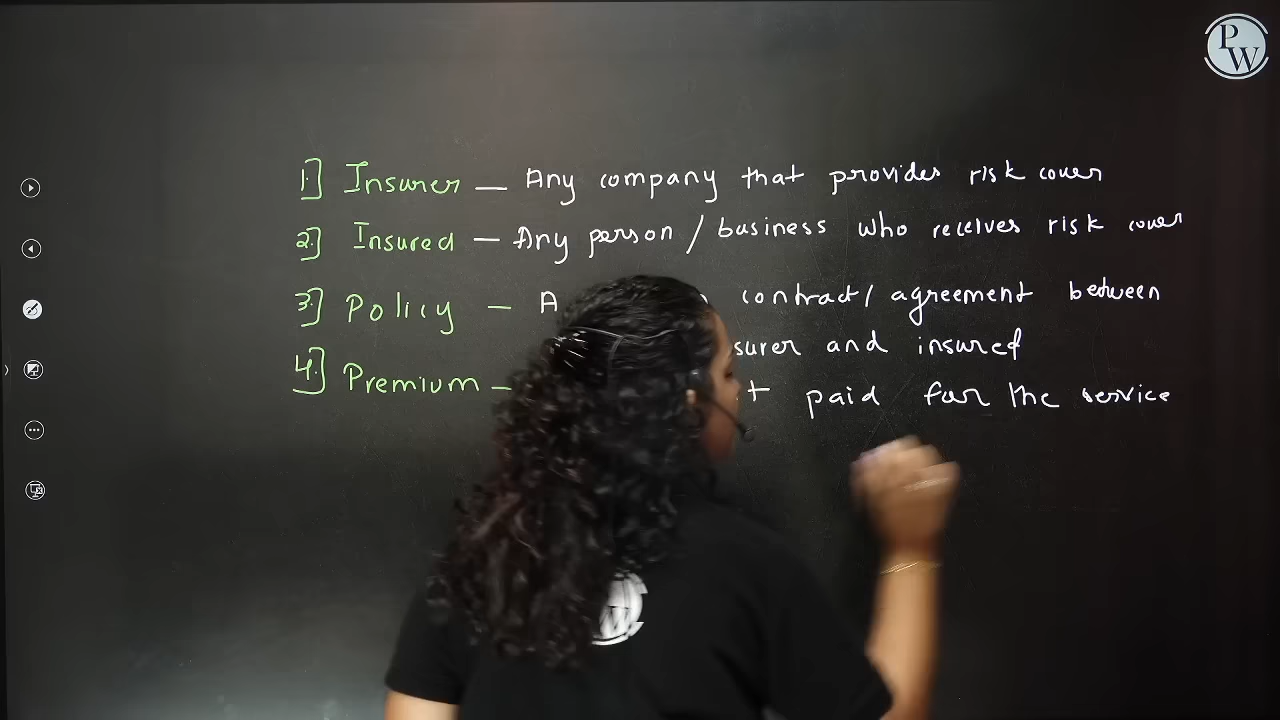 PW
1.] Insurer — Any company that provides risk cover
2.] Insured — Any person / business who receives risk cover
3.] Policy — A contract / agreement between
surer and insured
4.] Premium — t paid for the service
W